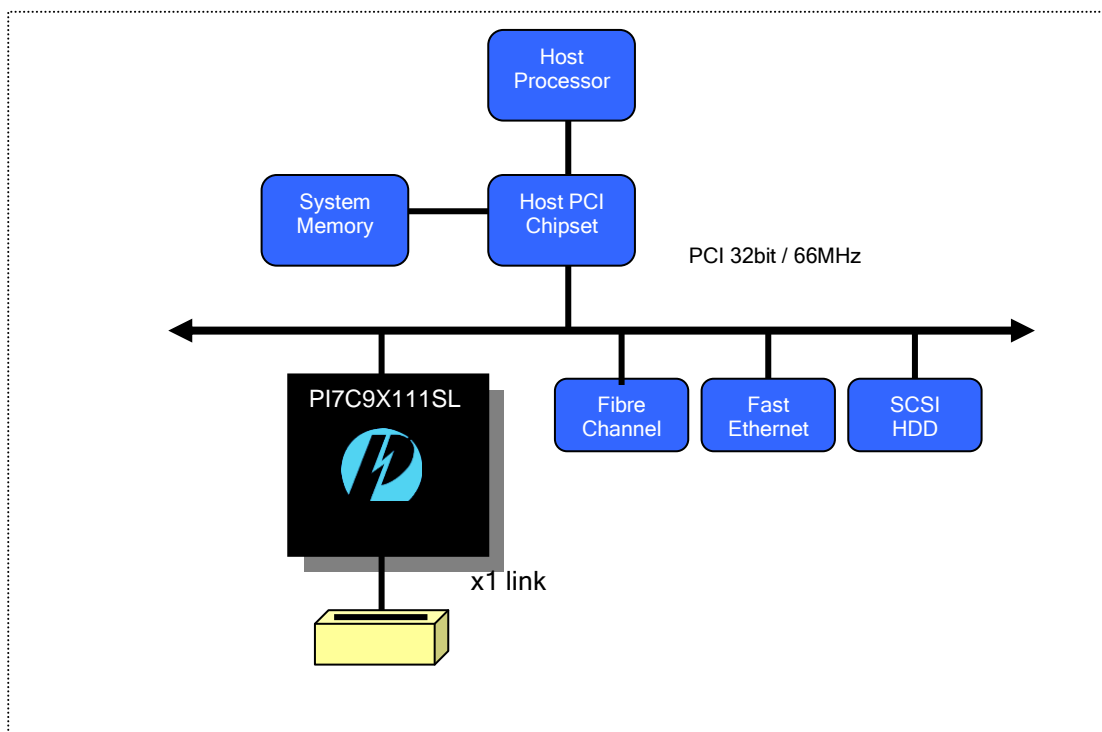 Host
Processor
System
Memory
Host PCI
Chipset
PCI 32bit / 66MHz
PI7C9X111SL
Fibre
Channel
Fast
Ethernet
SCSI
HDD
x1 link